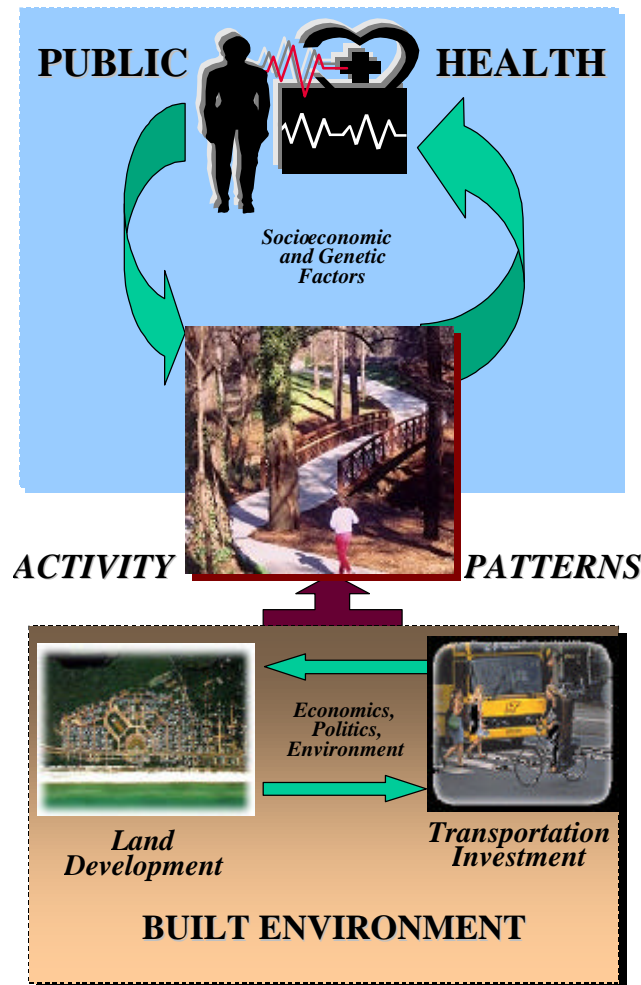 PUBLIC HEALTH
Socioeconomic
and Genetic
Factors
ACTIVITY PATTERNS
Economics,
Politics,
Environment
Land
Development
Transportation
Investment
BUILT ENVIRONMENT